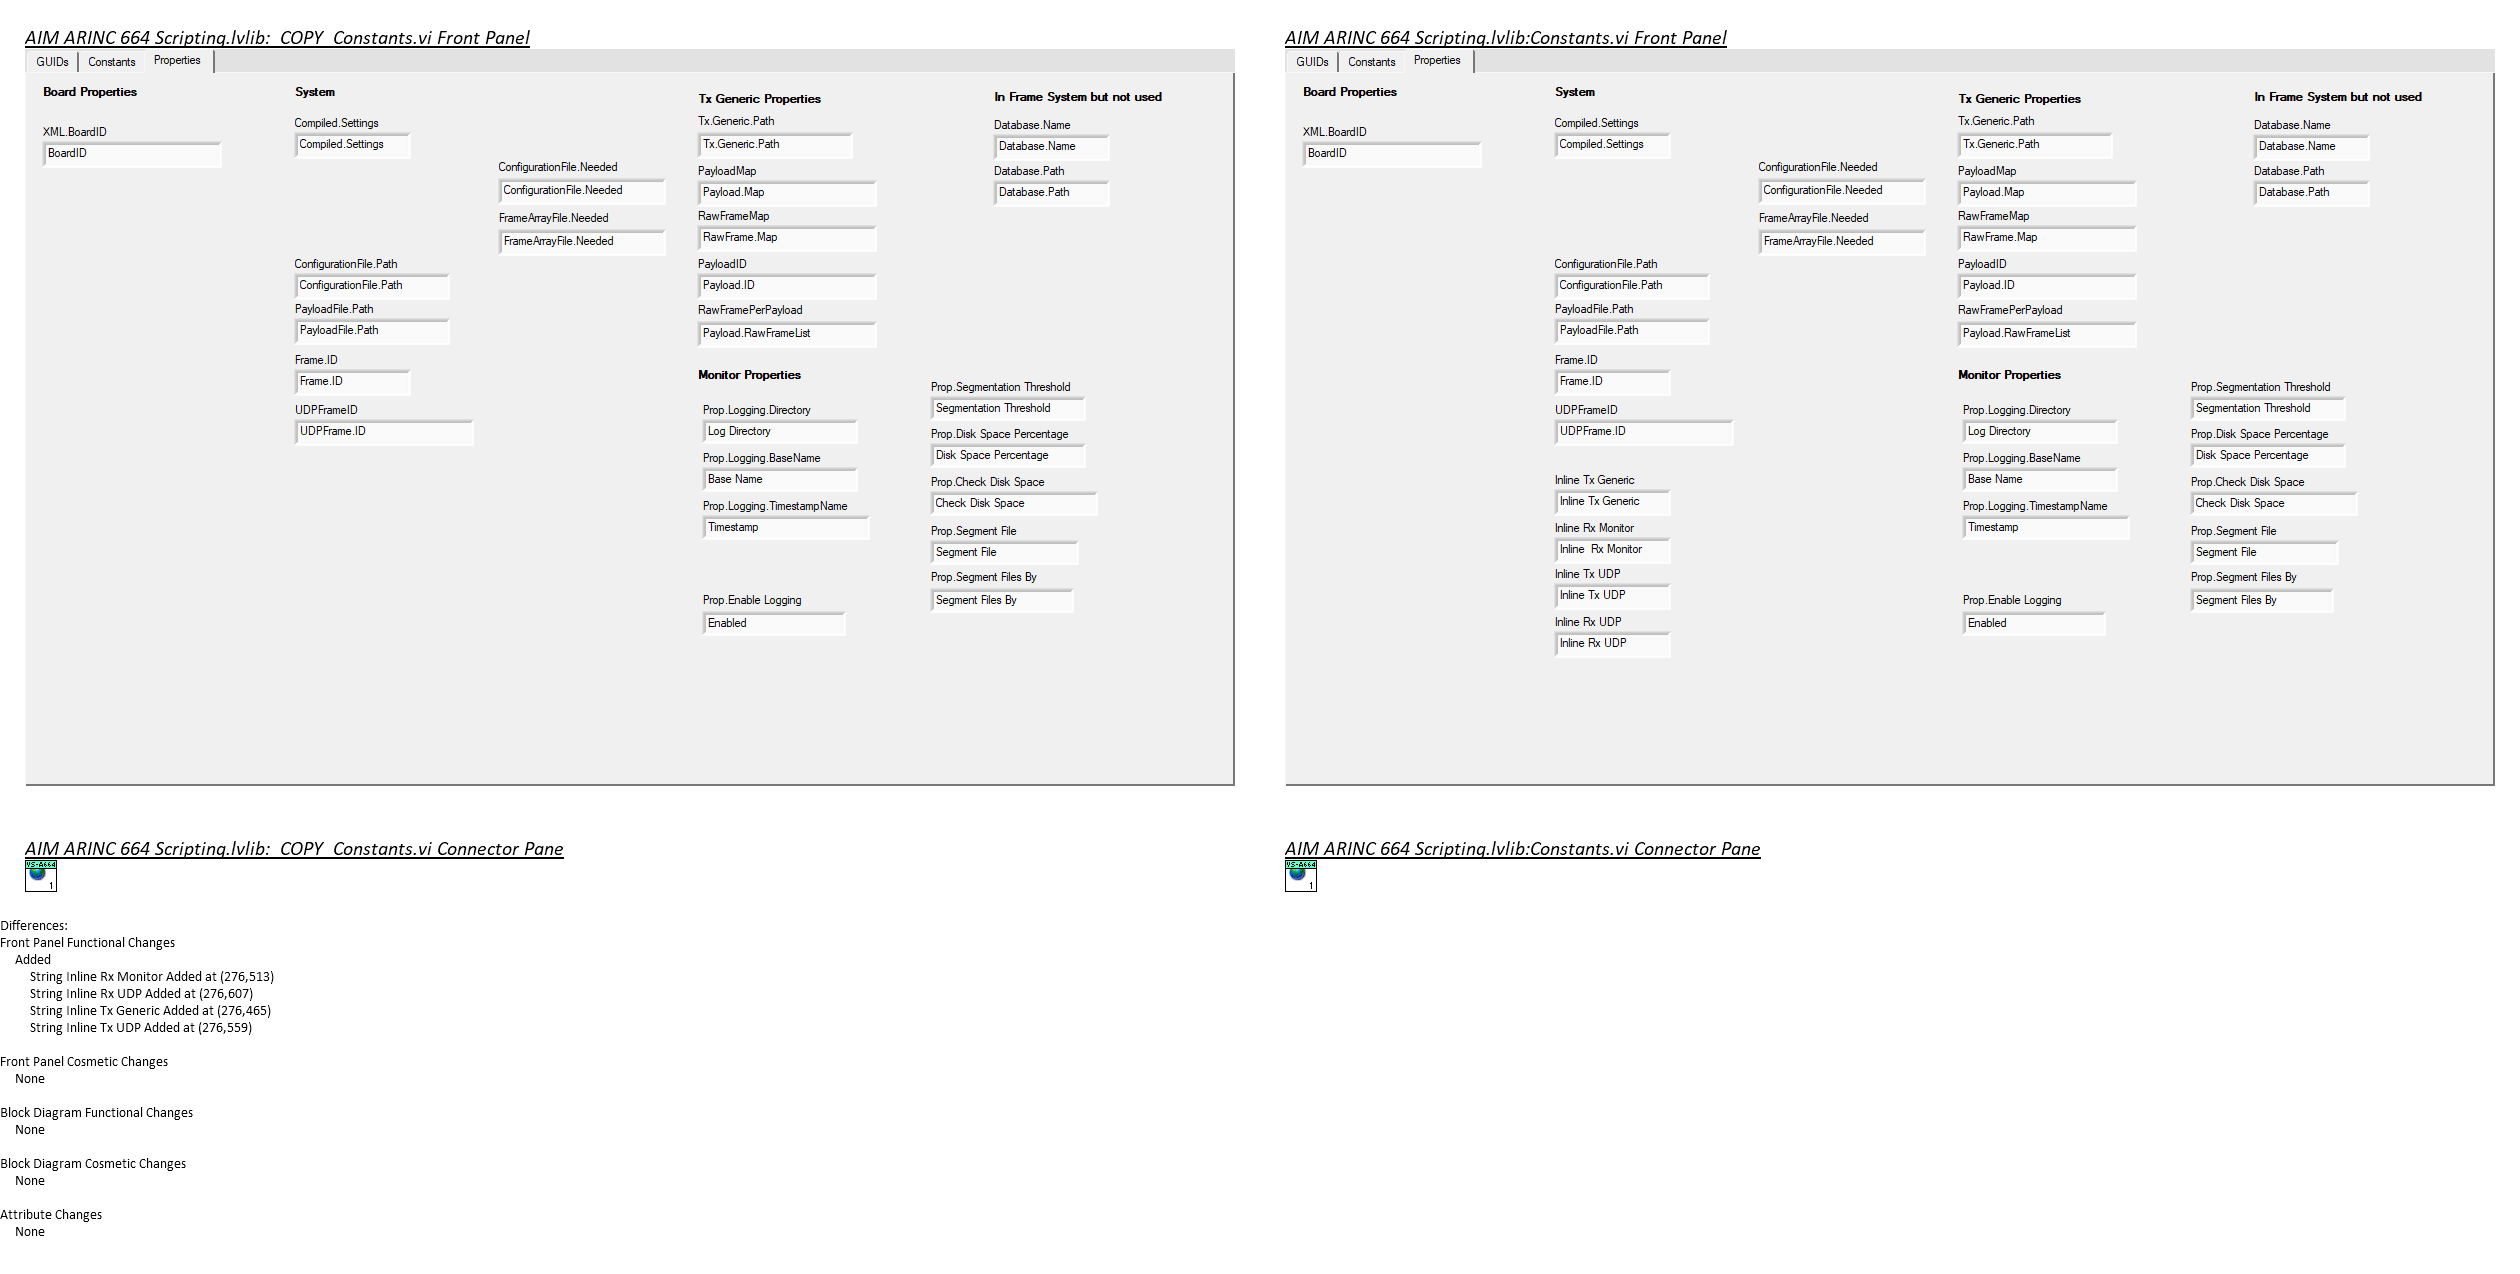 AIM ARINC 664 Scripting.lvlib:_COPY_Constants.vi Front Panel
GUIDs Constants Properties
Board Properties
XML.BoardID
BoardID
System
Compiled.Settings
Compiled.Settings
ConfigurationFile.Needed
ConfigurationFile.Needed
FrameArrayFile.Needed
FrameArrayFile.Needed
ConfigurationFile.Path
ConfigurationFile.Path
PayloadFile.Path
PayloadFile.Path
Frame.ID
Frame.ID
UDPFrameID
UDPFrame.ID
Tx Generic Properties
Tx.Generic.Path
Tx.Generic.Path
PayloadMap
Payload.Map
RawFrameMap
RawFrame.Map
PayloadID
Payload.ID
RawFramePerPayload
Payload.RawFrameList
In Frame System but not used
Database.Name
Database.Name
Database.Path
Database.Path
Monitor Properties
Prop.Logging.Directory
Log Directory
Prop.Logging.BaseName
Base Name
Prop.Logging.TimestampName
Timestamp
Prop.Enable Logging
Enabled
Prop.Segmentation Threshold
Segmentation Threshold
Prop.Disk Space Percentage
Disk Space Percentage
Prop.Check Disk Space
Check Disk Space
Prop.Segment File
Segment File
Prop.Segment Files By
Segment Files By
AIM ARINC 664 Scripting.lvlib:Constants.vi Front Panel
GUIDs Constants Properties
Board Properties
XML.BoardID
BoardID
System
Compiled.Settings
Compiled.Settings
ConfigurationFile.Needed
ConfigurationFile.Needed
FrameArrayFile.Needed
FrameArrayFile.Needed
ConfigurationFile.Path
ConfigurationFile.Path
PayloadFile.Path
PayloadFile.Path
Frame.ID
Frame.ID
UDPFrameID
UDPFrame.ID
Inline Tx Generic
Inline Tx Generic
Inline Rx Monitor
Inline  Rx Monitor
Inline Tx UDP
Inline Tx UDP
Inline Rx UDP
Inline Rx UDP
Tx Generic Properties
Tx.Generic.Path
Tx.Generic.Path
PayloadMap
Payload.Map
RawFrameMap
RawFrame.Map
PayloadID
Payload.ID
RawFramePerPayload
Payload.RawFrameList
In Frame System but not used
Database.Name
Database.Name
Database.Path
Database.Path
Monitor Properties
Prop.Logging.Directory
Log Directory
Prop.Logging.BaseName
Base Name
Prop.Logging.TimestampName
Timestamp
Prop.Enable Logging
Enabled
Prop.Segmentation Threshold
Segmentation Threshold
Prop.Disk Space Percentage
Disk Space Percentage
Prop.Check Disk Space
Check Disk Space
Prop.Segment File
Segment File
Prop.Segment Files By
Segment Files By
AIM ARINC 664 Scripting.lvlib:_COPY_Constants.vi Connector Pane
VS-A664
1
AIM ARINC 664 Scripting.lvlib:Constants.vi Connector Pane
VS-A664
1
Differences:
Front Panel Functional Changes
Added
String Inline Rx Monitor Added at (276,513)
String Inline Rx UDP Added at (276,607)
String Inline Tx Generic Added at (276,465)
String Inline Tx UDP Added at (276,559)
Front Panel Cosmetic Changes
None
Block Diagram Functional Changes
None
Block Diagram Cosmetic Changes
None
Attribute Changes
None